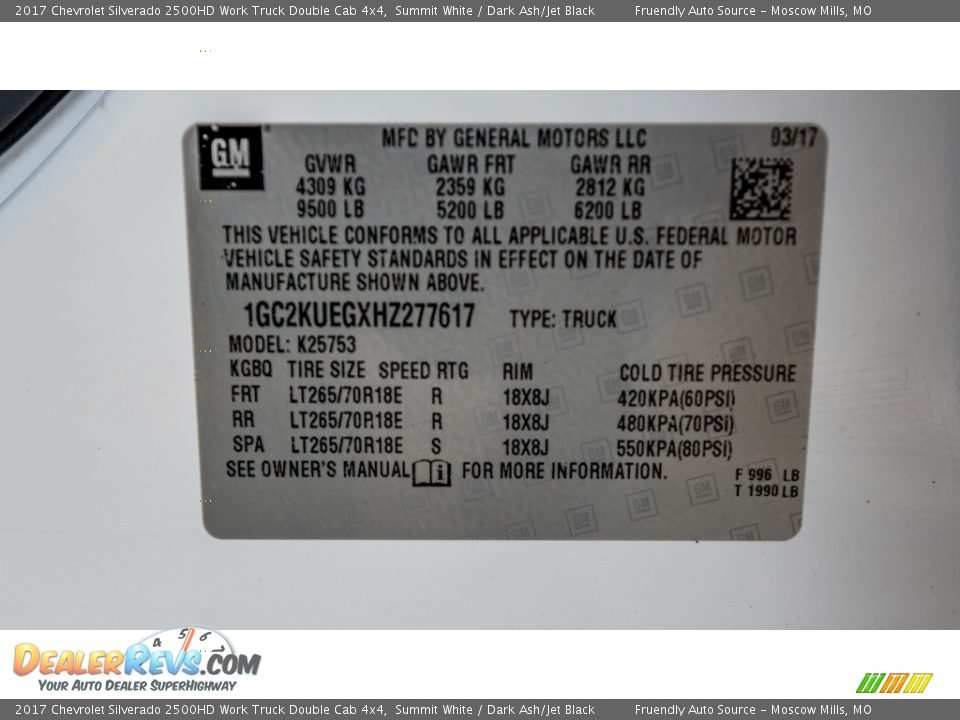 2017 Chevrolet Silverado 2500HD Work Truck Double Cab 4x4, Summit White / Dark Ash/Jet Black Fruendly Auto Source - Moscow Mills, MO
GM ® MFC BY GENERAL MOTORS LLC 03/17
GVWR GAWR FRT GAWR RR
4309 KG 2359 KG 2812 KG
9500 LB 5200 LB 6200 LB
THIS VEHICLE CONFORMS TO ALL APPLICABLE U.S. FEDERAL MOTOR
VEHICLE SAFETY STANDARDS IN EFFECT ON THE DATE OF
MANUFACTURE SHOWN ABOVE.
1GC2KUEGXHZ277617 TYPE: TRUCK
MODEL: K25753
KGBQ TIRE SIZE SPEED RTG RIM COLD TIRE PRESSURE
FRT LT265/70R18E R 18X8J 420KPA(60PSI)
RR LT265/70R18E R 18X8J 480KPA(70PSI)
SPA LT265/70R18E S 18X8J 550KPA(80PSI)
SEE OWNER'S MANUAL i FOR MORE INFORMATION.
F 996 LB
T 1990 LB
4 5 6
DEALERREVS.COM
YOUR AUTO DEALER SUPERHIGHWAY
2017 Chevrolet Silverado 2500HD Work Truck Double Cab 4x4, Summit White / Dark Ash/Jet Black Fruendly Auto Source - Moscow Mills, MO